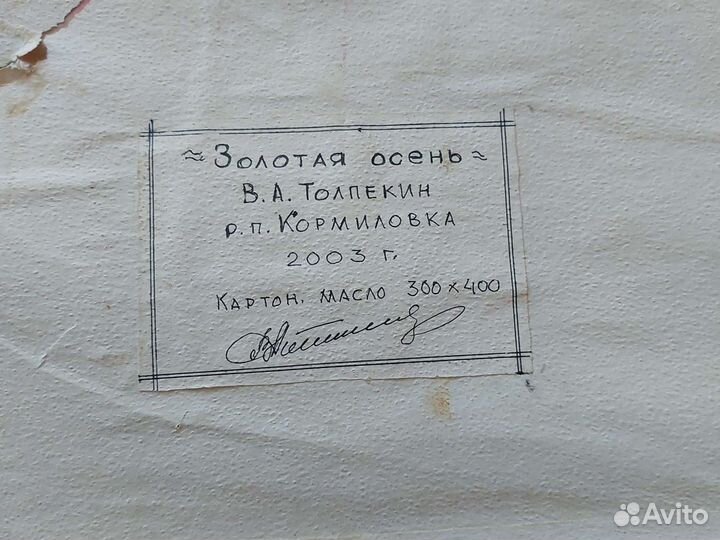 ≈ Золотая осень ≈
В.А. Толпекин
р.п. Кормиловка
2003 г.
Картон, масло 300 х 400
Avito